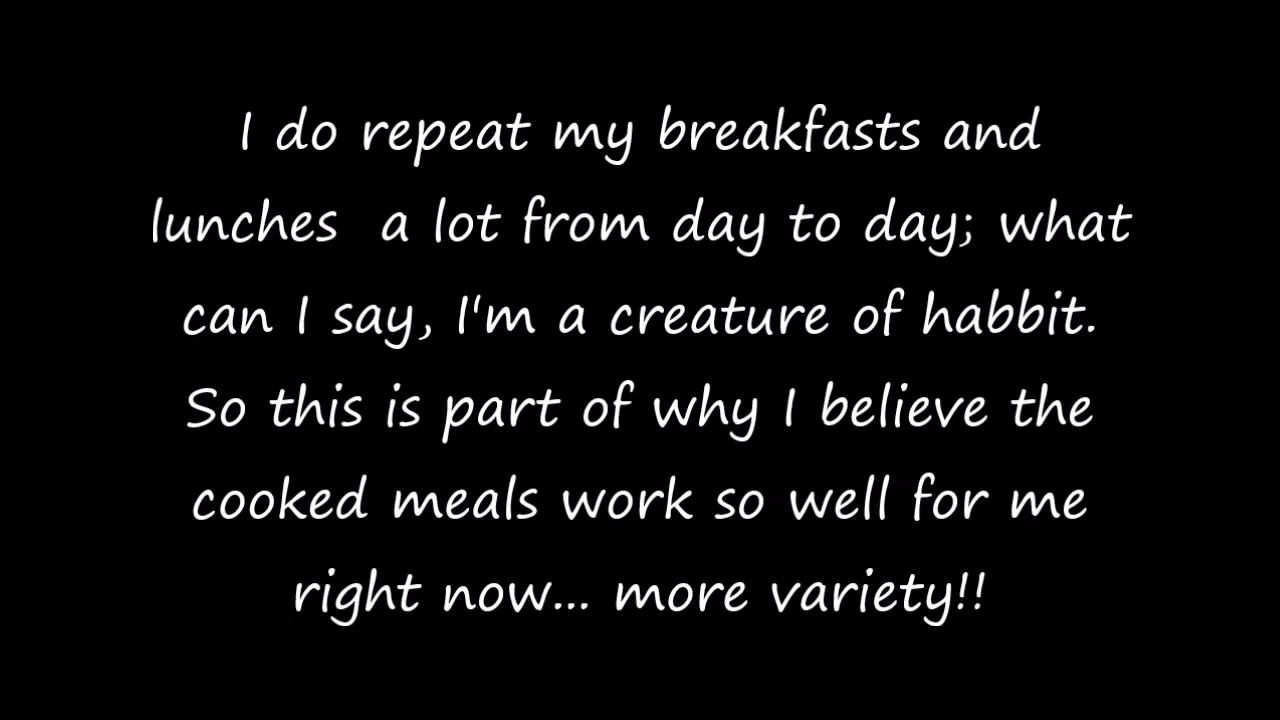 I do repeat my breakfasts and
lunches  a lot from day to day; what
can I say, I'm a creature of habbit.
So this is part of why I believe the
cooked meals work so well for me
right now... more variety!!